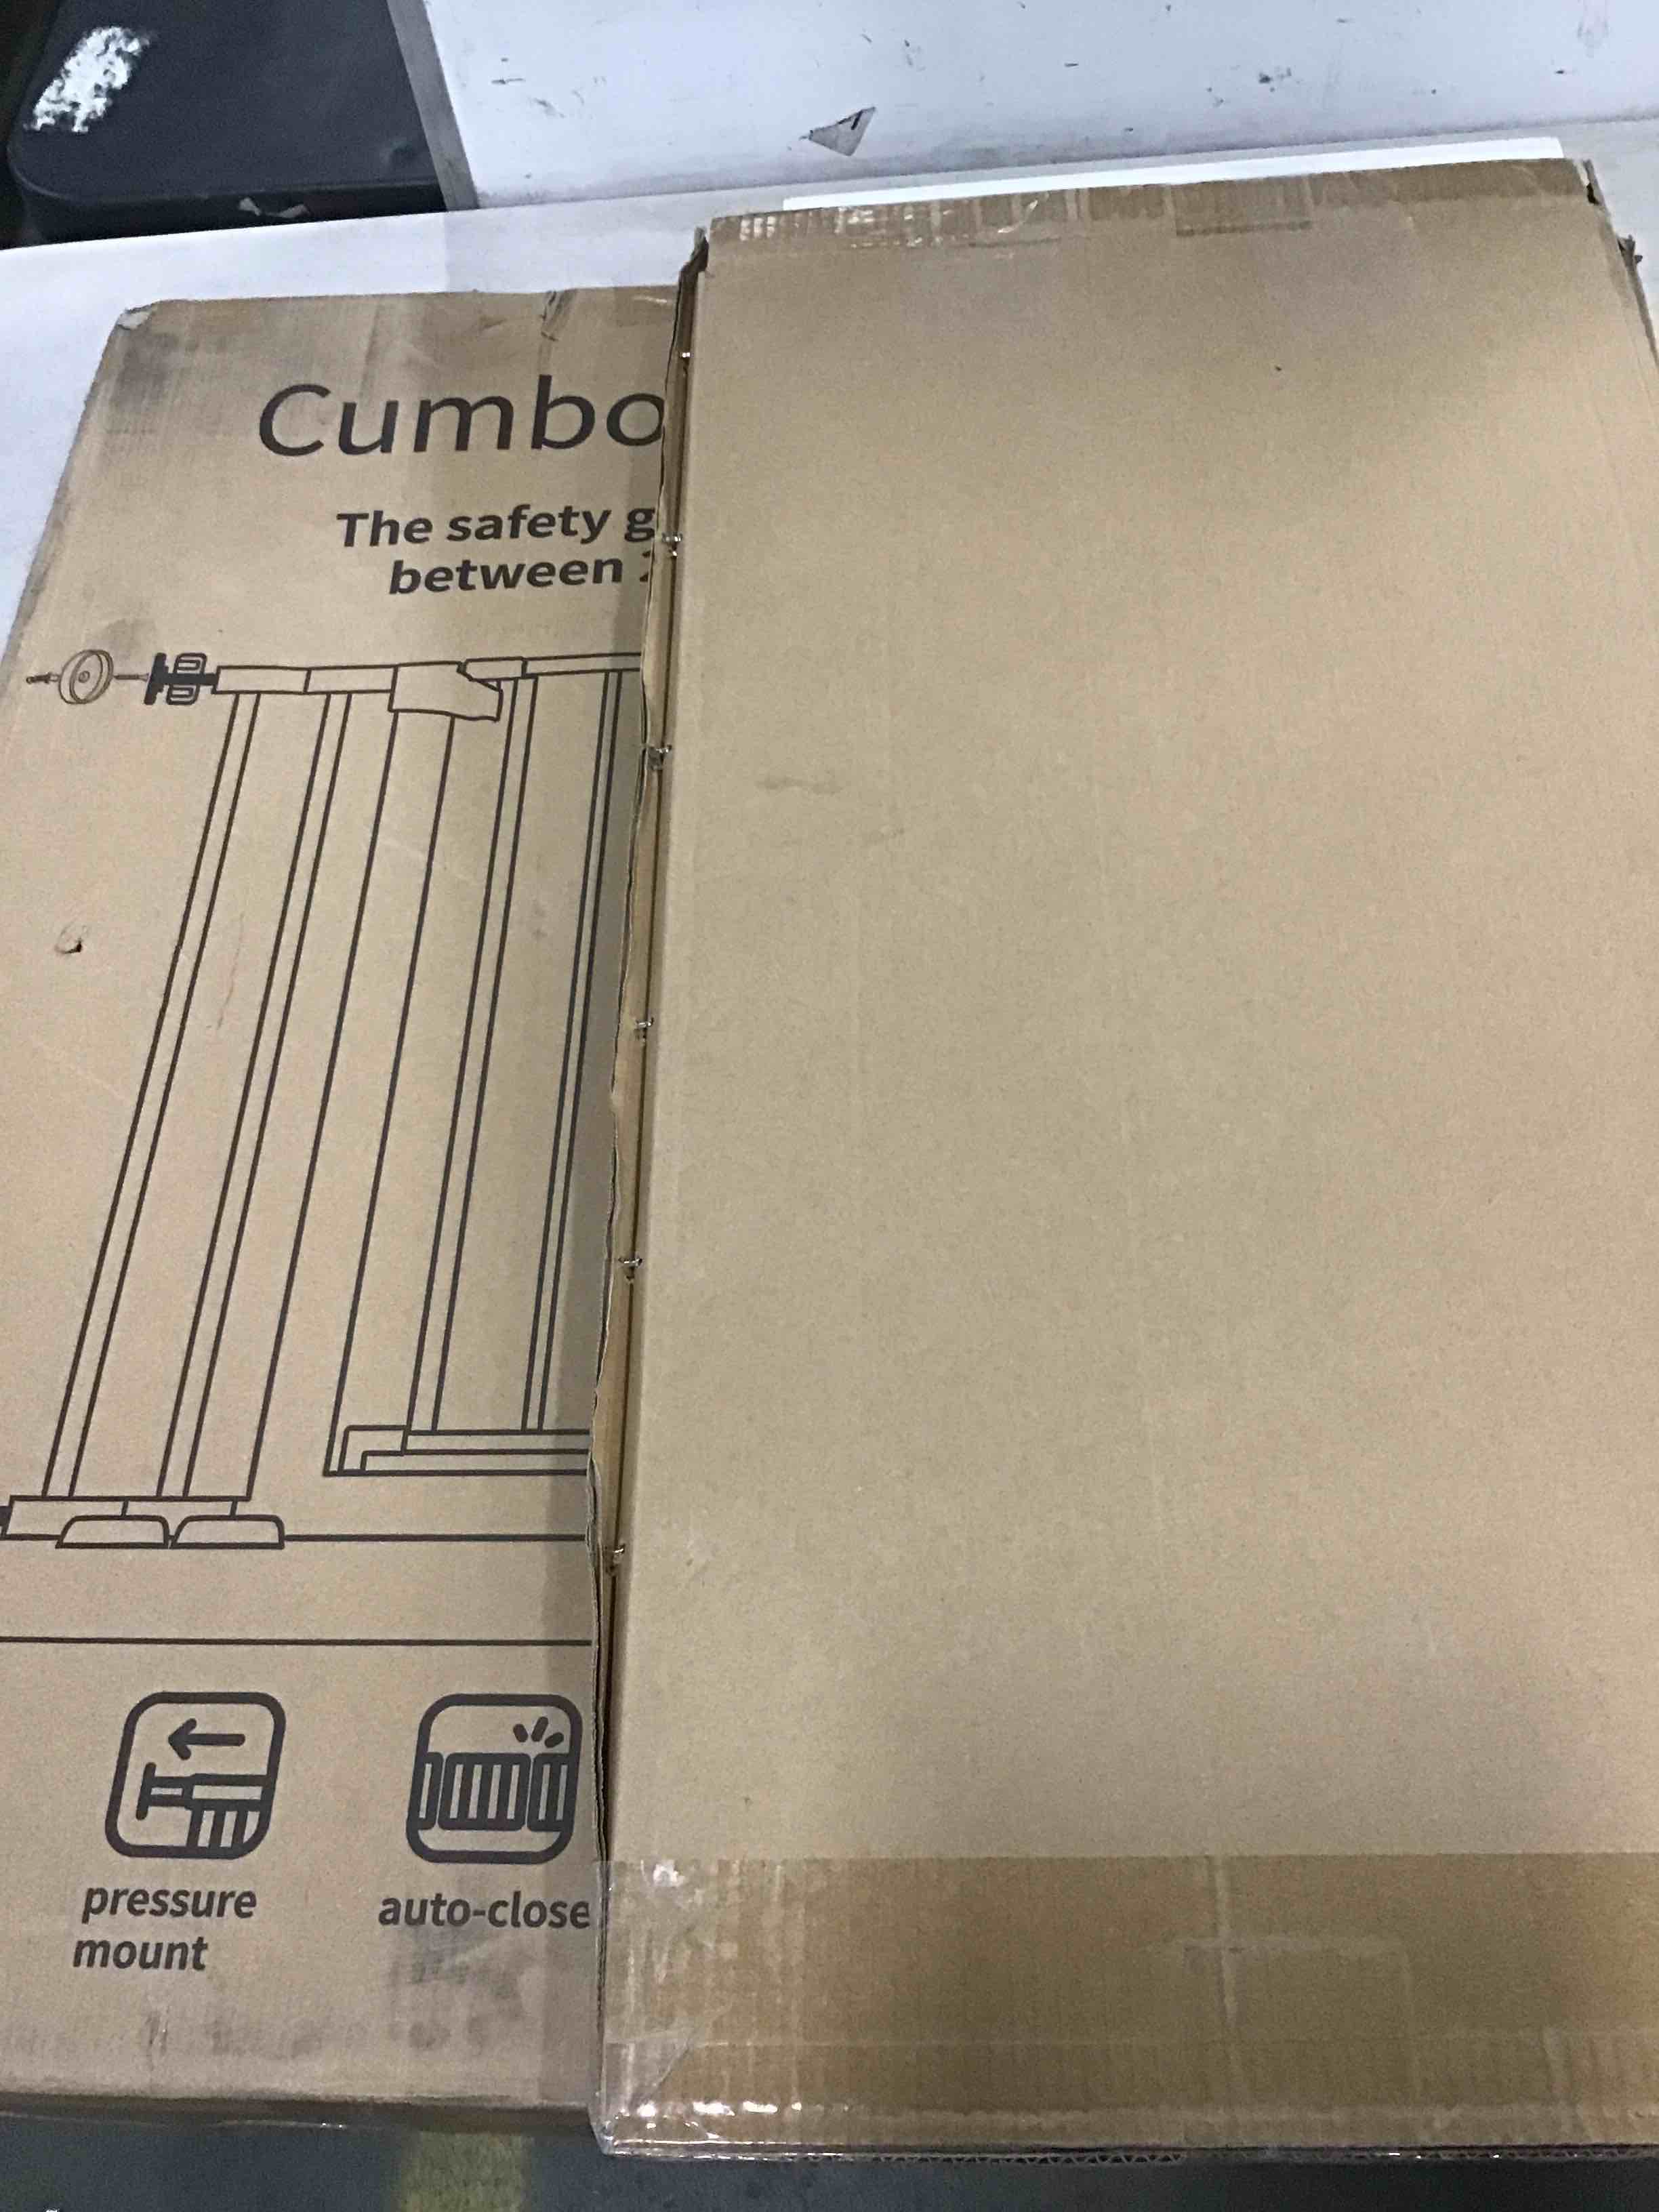 Cumbo
The safety g
between
pressure
mount
auto-close